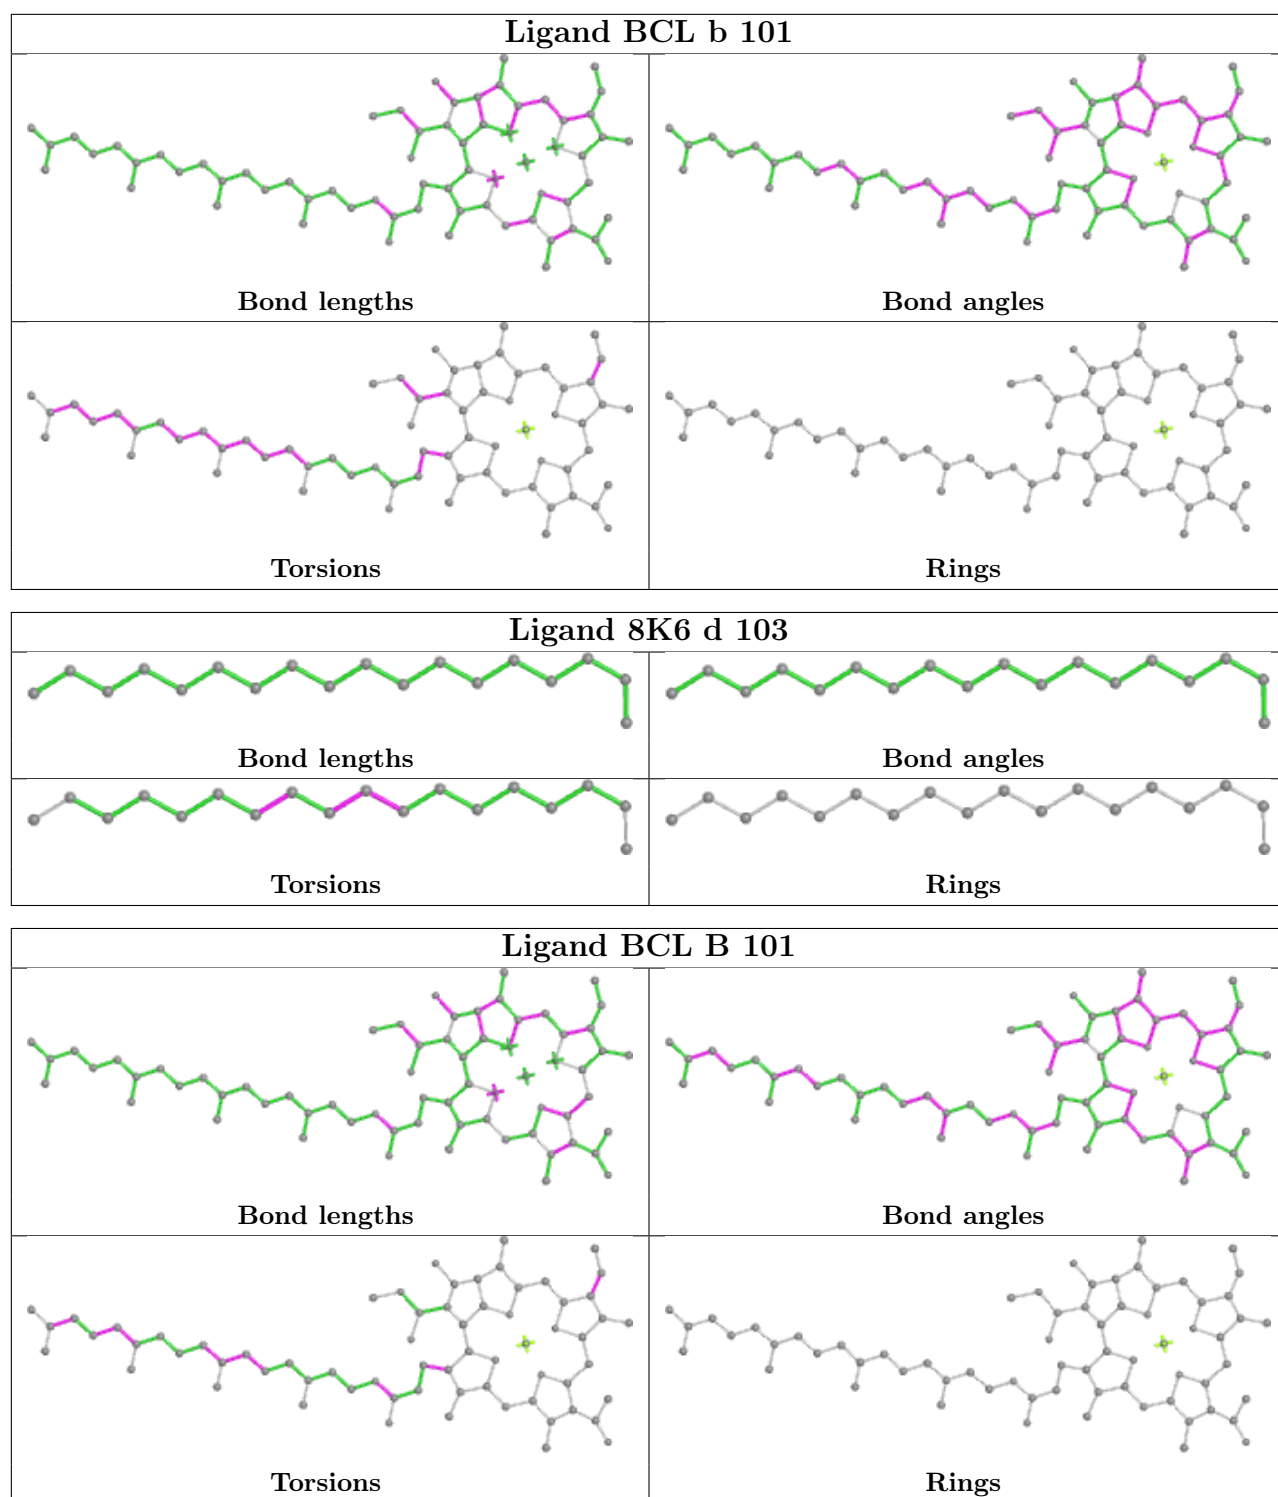 Ligand BCL b 101
Bond lengths
Bond angles
Torsions
Rings
Ligand 8K6 d 103
Bond lengths
Bond angles
Torsions
Rings
Ligand BCL B 101
Bond lengths
Bond angles
Torsions
Rings